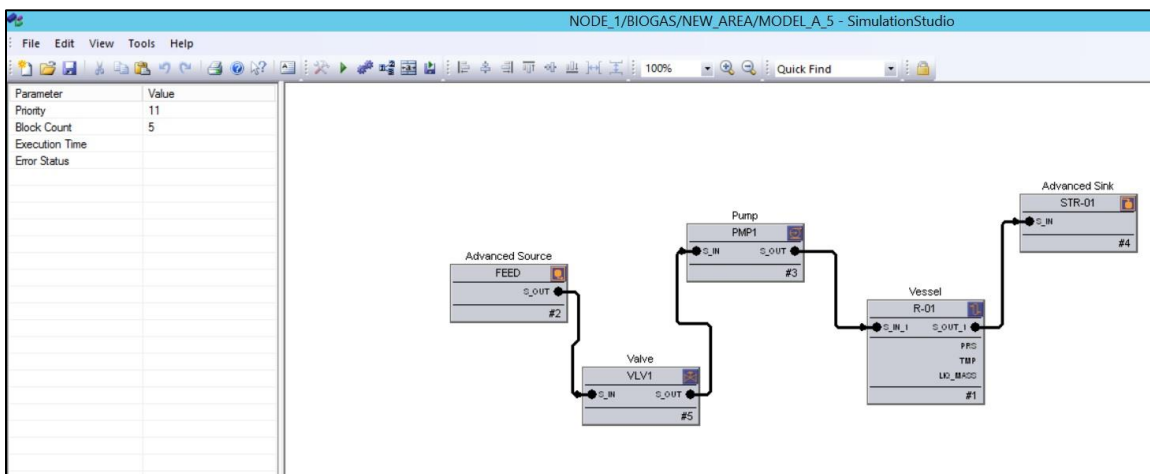 NODE_1/BIOGAS/NEW_AREA/MODEL_A_5 - SimulationStudio
File Edit View Tools Help
100% Quick Find
Parameter Value
Priority 11
Block Count 5
Execution Time
Error Status
Advanced Source
FEED
S_OUT
#2
Valve
VLV1
S_IN S_OUT
#5
Pump
PMP1
S_IN S_OUT
#3
Vessel
R-01
S_IN_1 S_OUT_1
PRS
TMP
LIQ_MASS
#1
Advanced Sink
STR-01
S_IN
#4